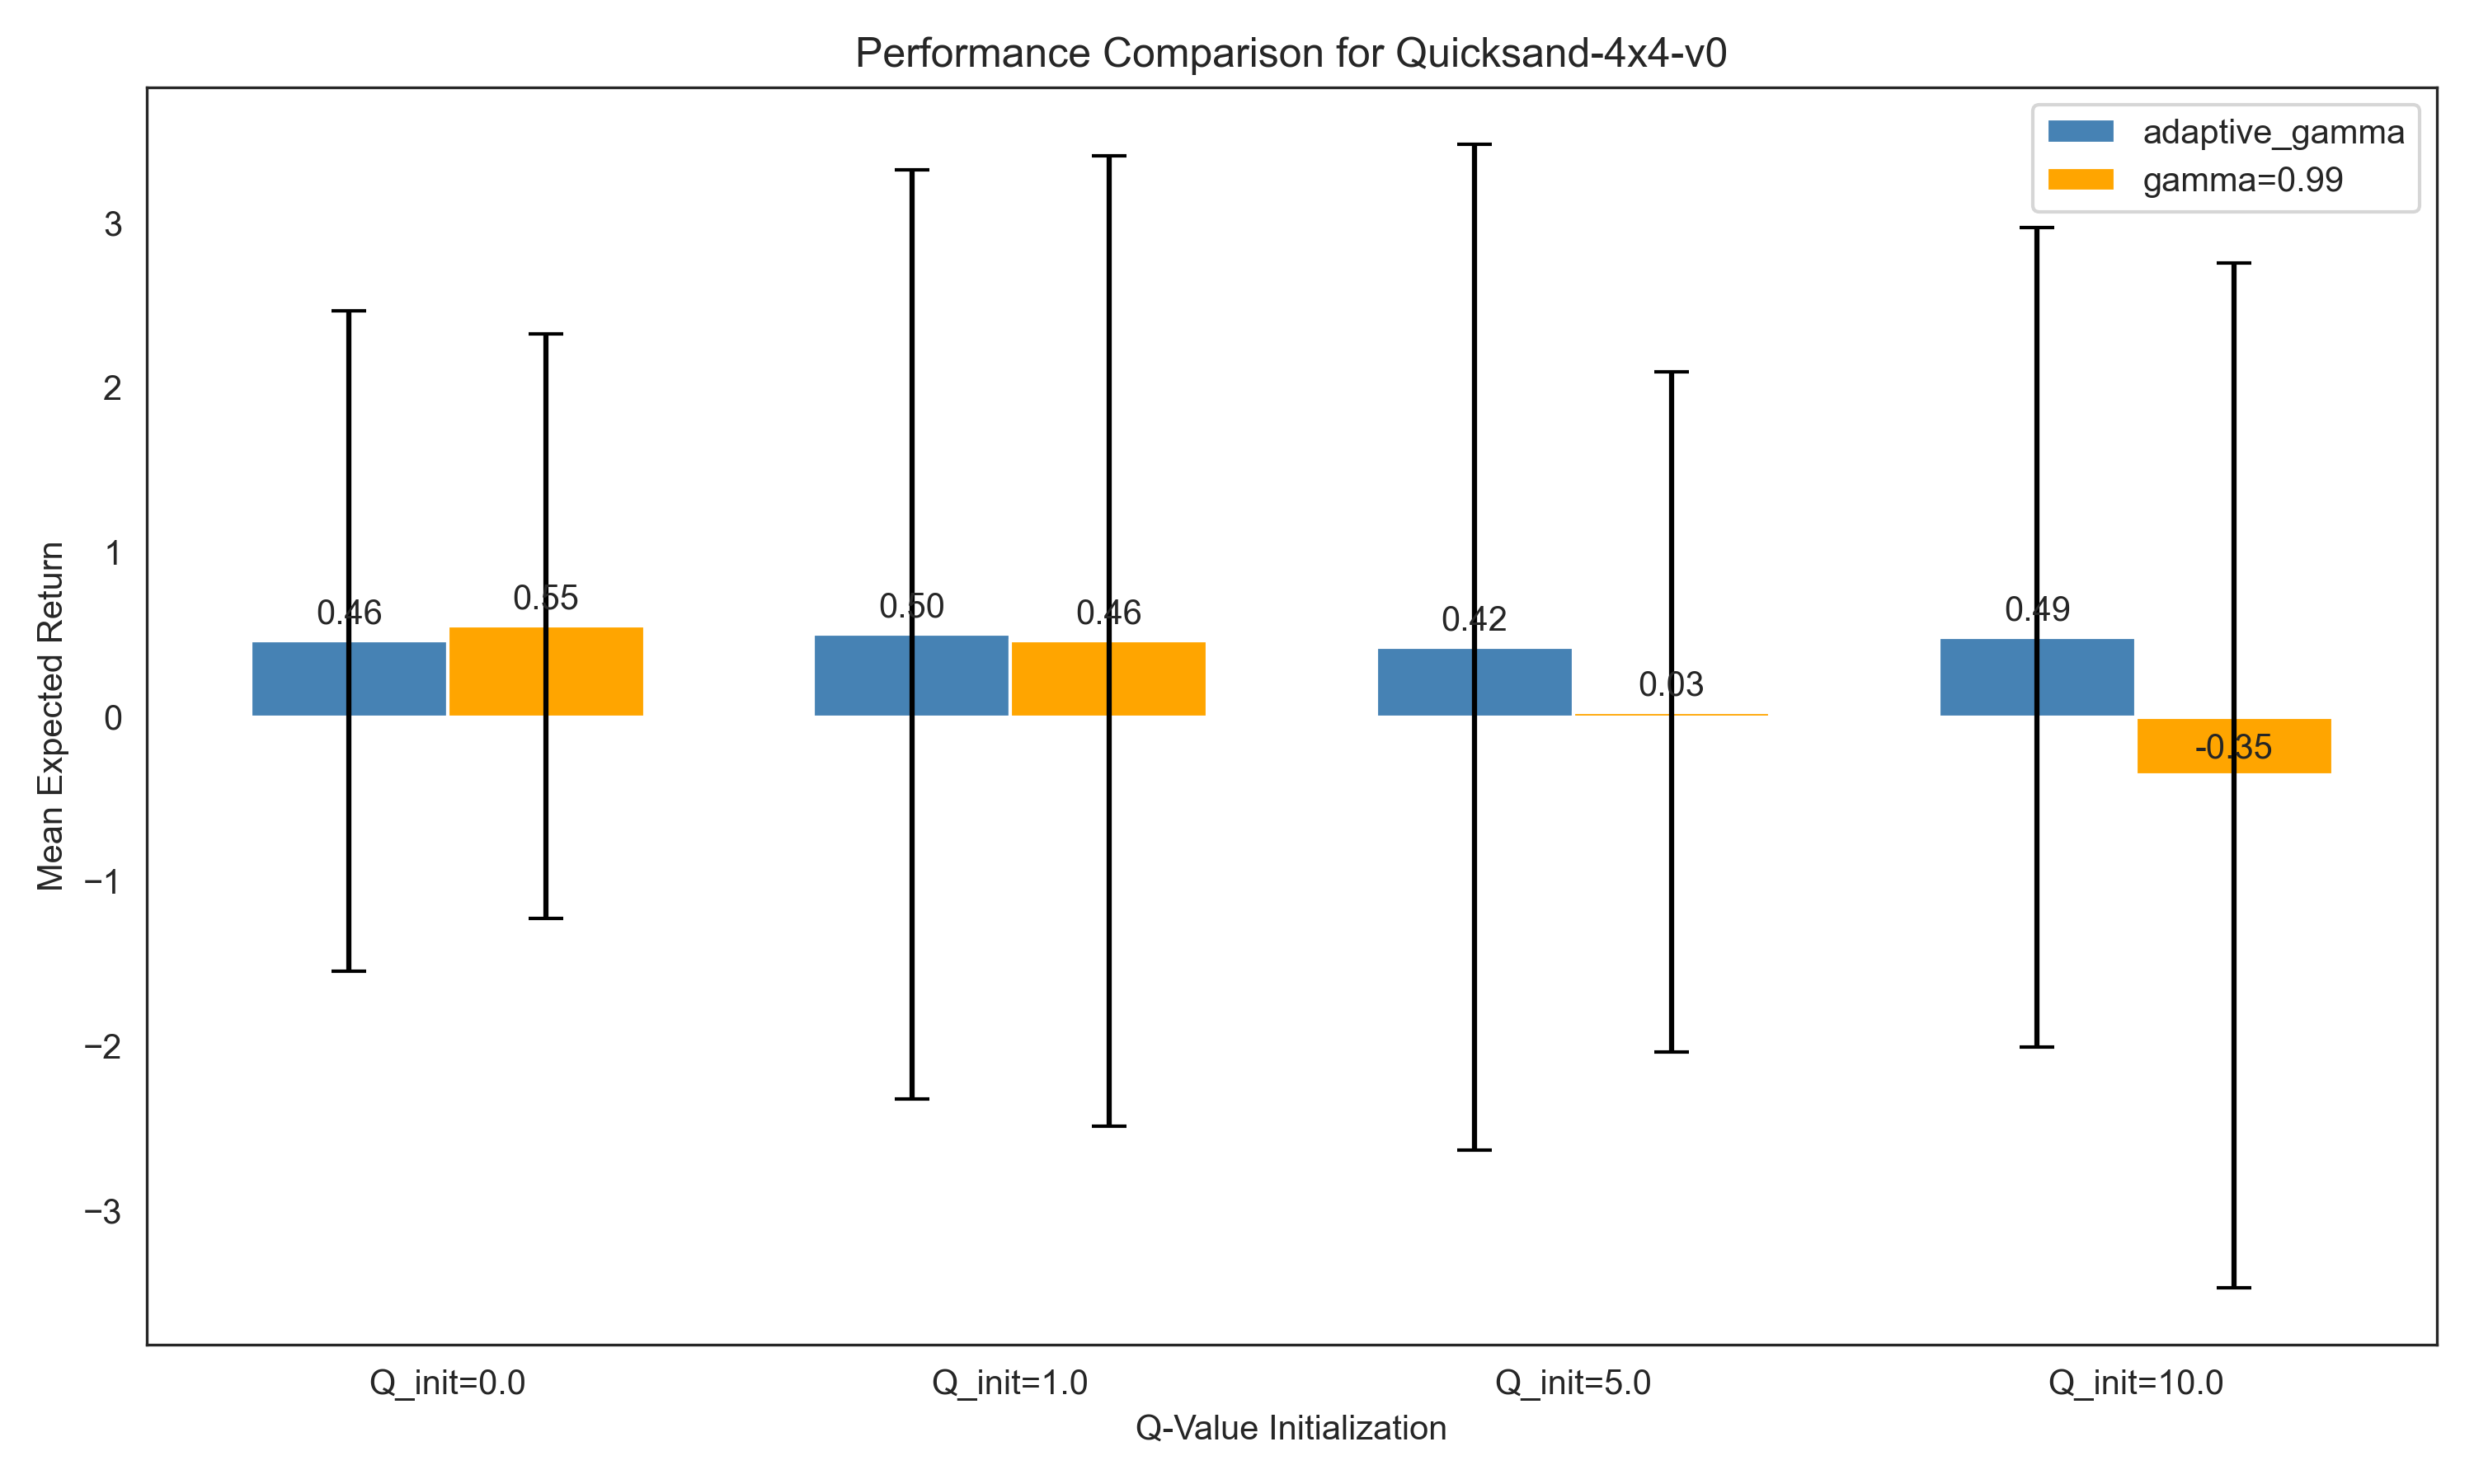 Performance Comparison for Quicksand-4x4-v0
adaptive_gamma
gamma=0.99
Mean Expected Return
3
2
1
0
−1
−2
−3
0.46
0.55
0.50
0.46
0.42
0.03
0.49
-0.35
Q_init=0.0
Q_init=1.0
Q_init=5.0
Q_init=10.0
Q-Value Initialization